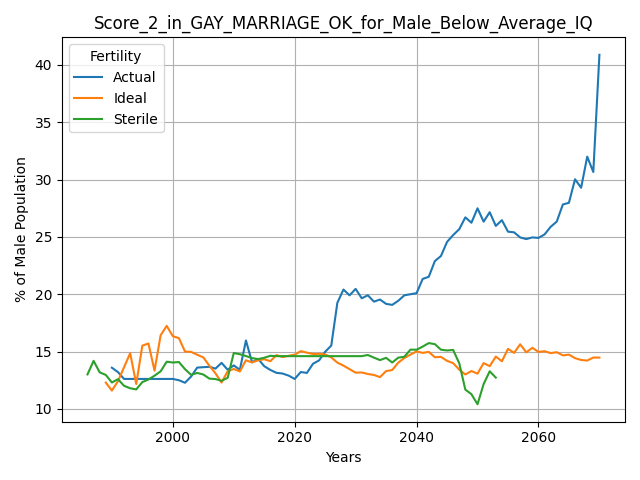 Score_2_in_GAY_MARRIAGE_OK_for_Male_Below_Average_IQ
Fertility
Actual
Ideal
Sterile
% of Male Population
40
35
30
25
20
15
10
2000 2020 2040 2060
Years